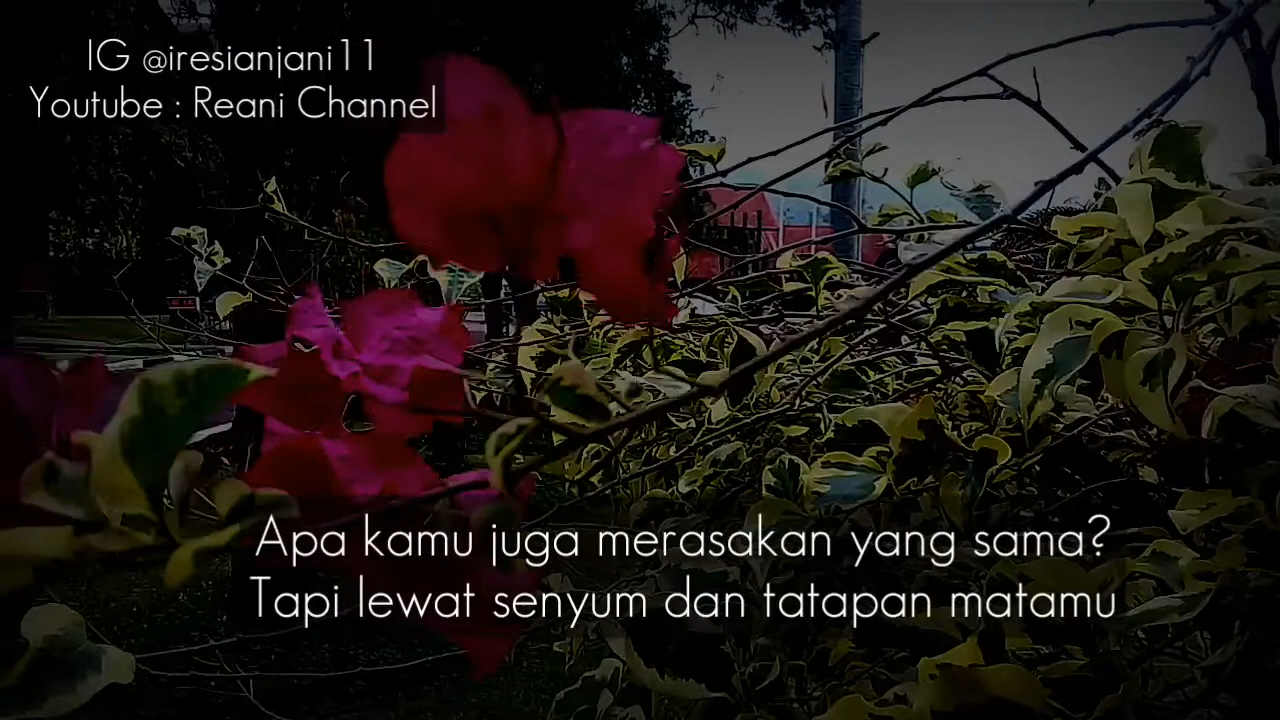 IG @iresianjani11
Youtube : Reani Channel
Apa kamu juga merasakan yang sama?
Tapi lewat senyum dan tatapan matamu